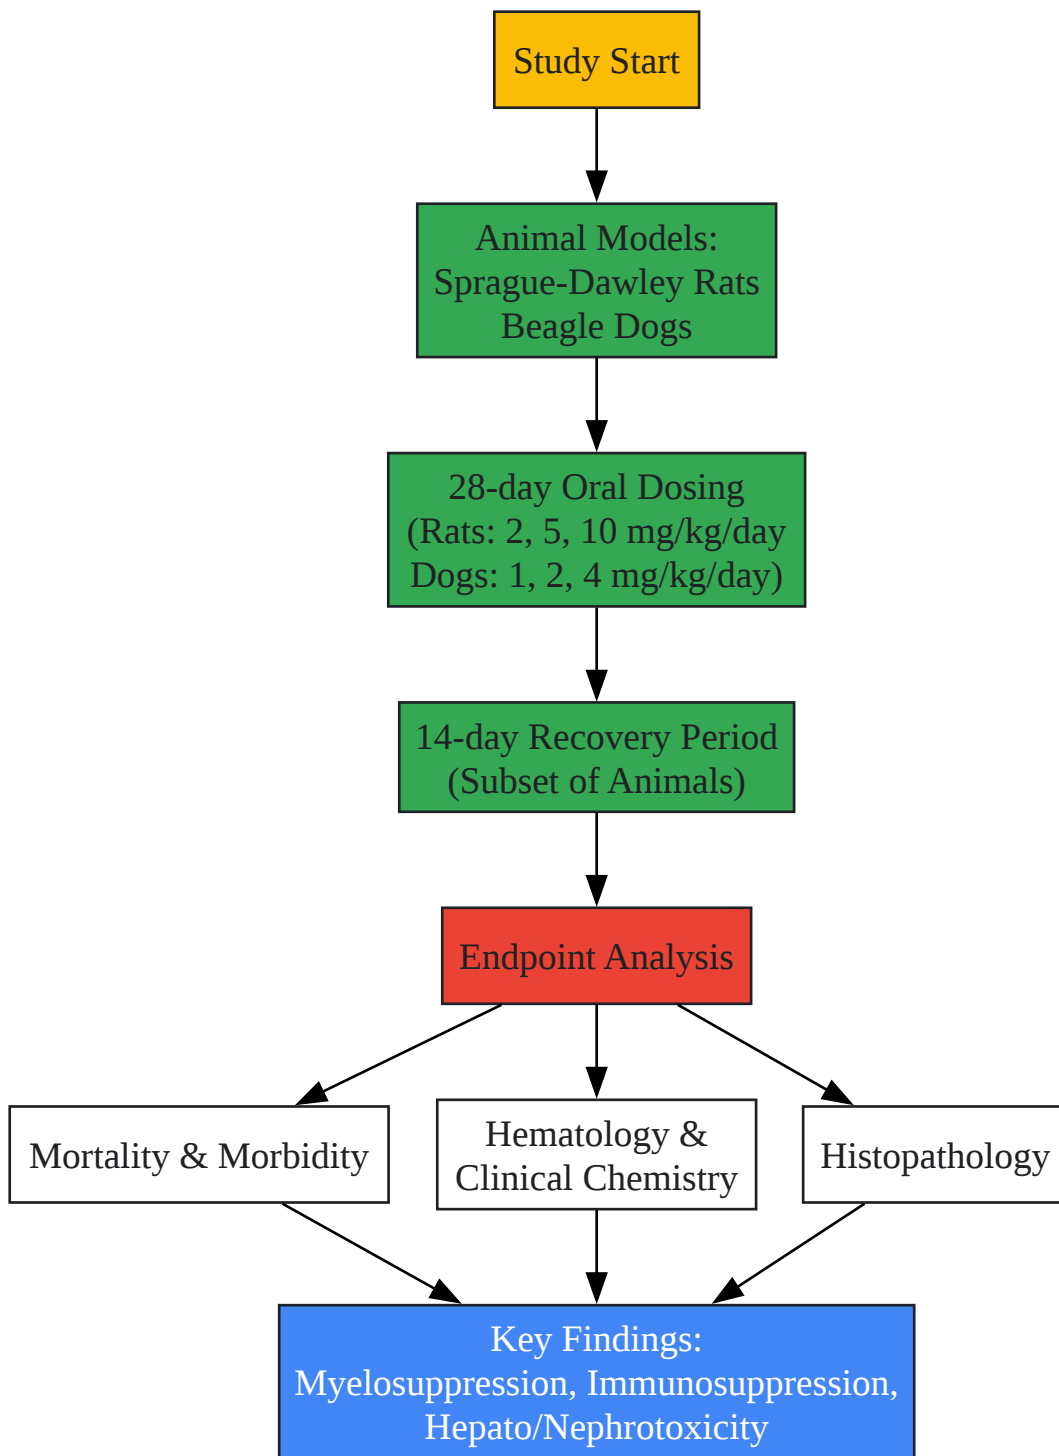 Study Start
Animal Models:
Sprague-Dawley Rats
Beagle Dogs
28-day Oral Dosing
(Rats: 2, 5, 10 mg/kg/day
Dogs: 1, 2, 4 mg/kg/day)
14-day Recovery Period
(Subset of Animals)
Endpoint Analysis
Mortality & Morbidity
Hematology &
Clinical Chemistry
Histopathology
Key Findings:
Myelosuppression, Immunosuppression,
Hepato/Nephrotoxicity